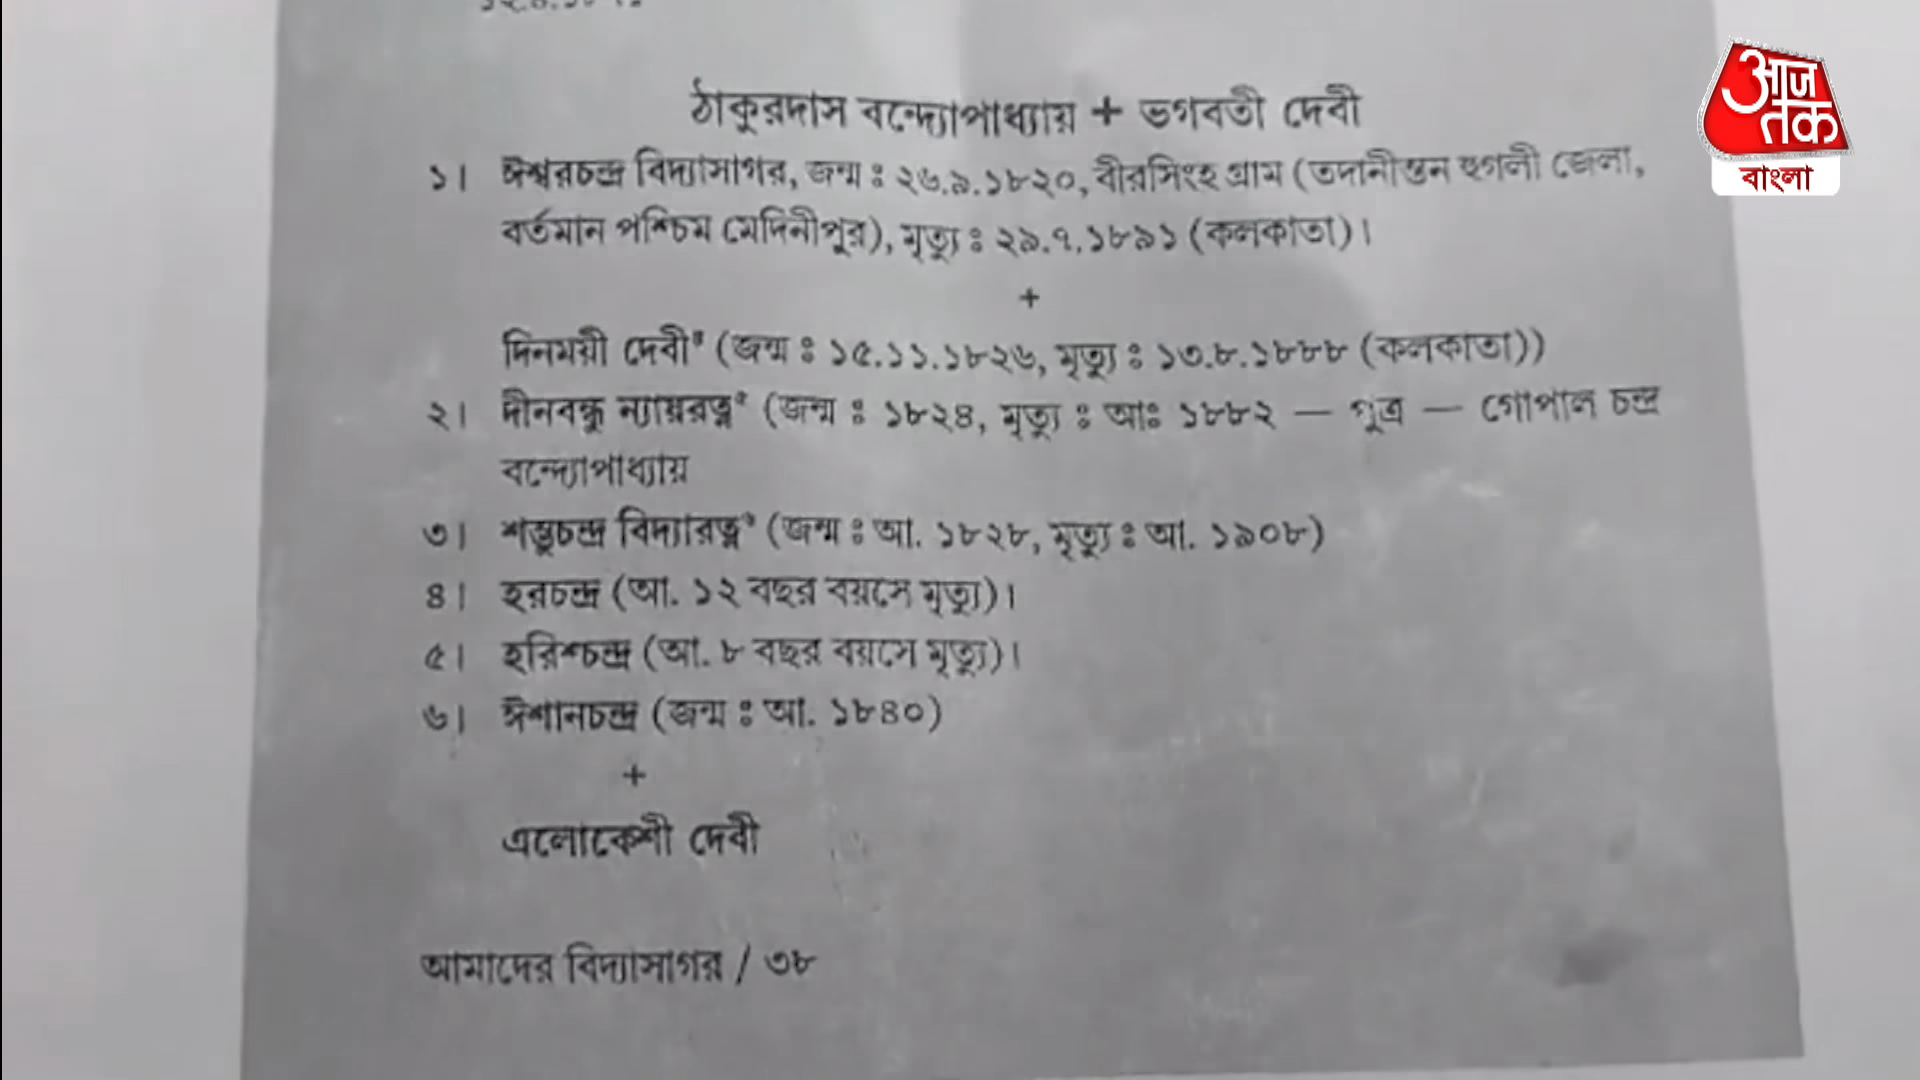 ঠাকুরদাস বন্দ্যোপাধ্যায় + ভগবতী দেবী
১। ঈশ্বরচন্দ্র বিদ্যাসাগর, জন্ম : ২৬.৯.১৮২০, বীরসিংহ গ্রাম (তদানীন্তন হুগলী জেলা,
বর্তমান পশ্চিম মেদিনীপুর), মৃত্যু : ২৯.৭.১৮৯১ (কলকাতা)।
+
দিনময়ী দেবী (জন্ম : ১৫.১১.১৮২৬, মৃত্যু : ১৩.৮.১৮৮৮ (কলকাতা))
২। দীনবন্ধু ন্যায়রত্ন (জন্ম : ১৮২৪, মৃত্যু : আঃ ১৮৮২ — পুত্র — গোপাল চন্দ্র
বন্দ্যোপাধ্যায়
৩। শম্ভুচন্দ্র বিদ্যারত্ন (জন্ম : আ. ১৮২৮, মৃত্যু : আ. ১৯০৮)
৪। হরচন্দ্র (আ. ১২ বছর বয়সে মৃত্যু)।
৫। হরিশ্চন্দ্র (আ. ৮ বছর বয়সে মৃত্যু)।
৬। ঈশানচন্দ্র (জন্ম : আ. ১৮৪০)
+
এলোকেশী দেবী
আমাদের বিদ্যাসাগর / ৩৮
आज
तक
বাংলা